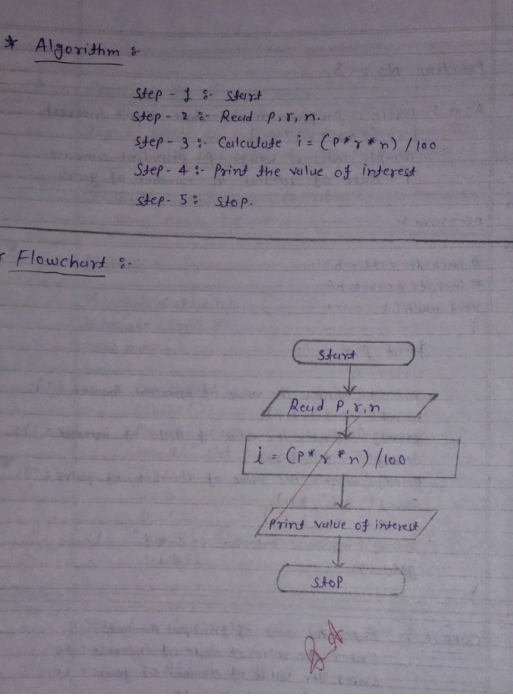 * Algorithm :-
Step - 1 :- Start
Step - 2 :- Read P, r, n.
Step - 3 :- Calculate i = (P * r * n) / 100.
Step - 4 :- Print the value of interest
Step - 5 : Stop.
Flowchart :-
Start
Read P, r, n
i = (P * r * n) / 100
Print value of interest
Stop